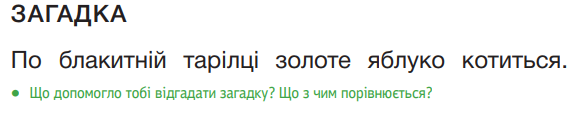 ЗАГАДКА
По блакитній тарілці золоте яблуко котиться.
● Що допомогло тобі відгадати загадку? Що з чим порівнюється?